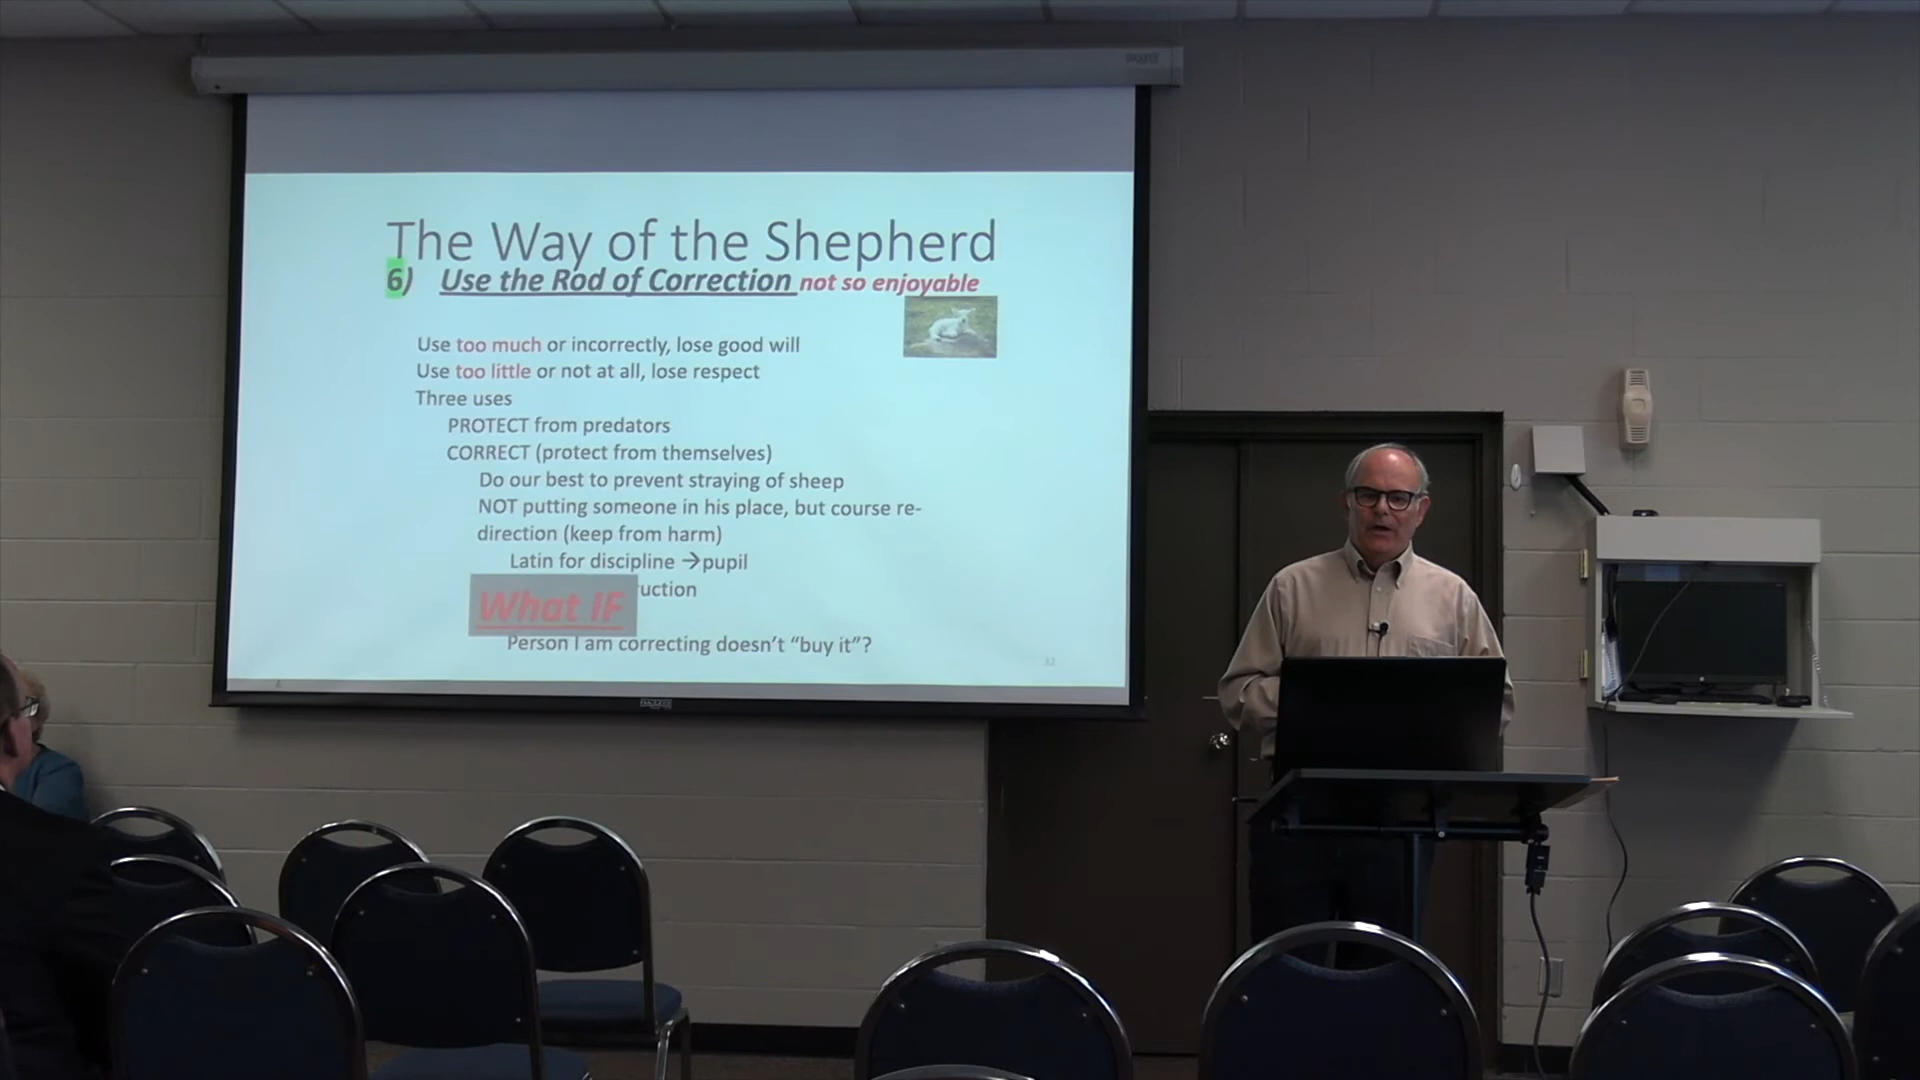 The Way of the Shepherd
6) Use the Rod of Correction not so enjoyable
Use too much or incorrectly, lose good will
Use too little or not at all, lose respect
Three uses
PROTECT from predators
CORRECT (protect from themselves)
Do our best to prevent straying of sheep
NOT putting someone in his place, but course re-
direction (keep from harm)
Latin for discipline →pupil
uction
What IF
Person I am correcting doesn't "buy it"?
32